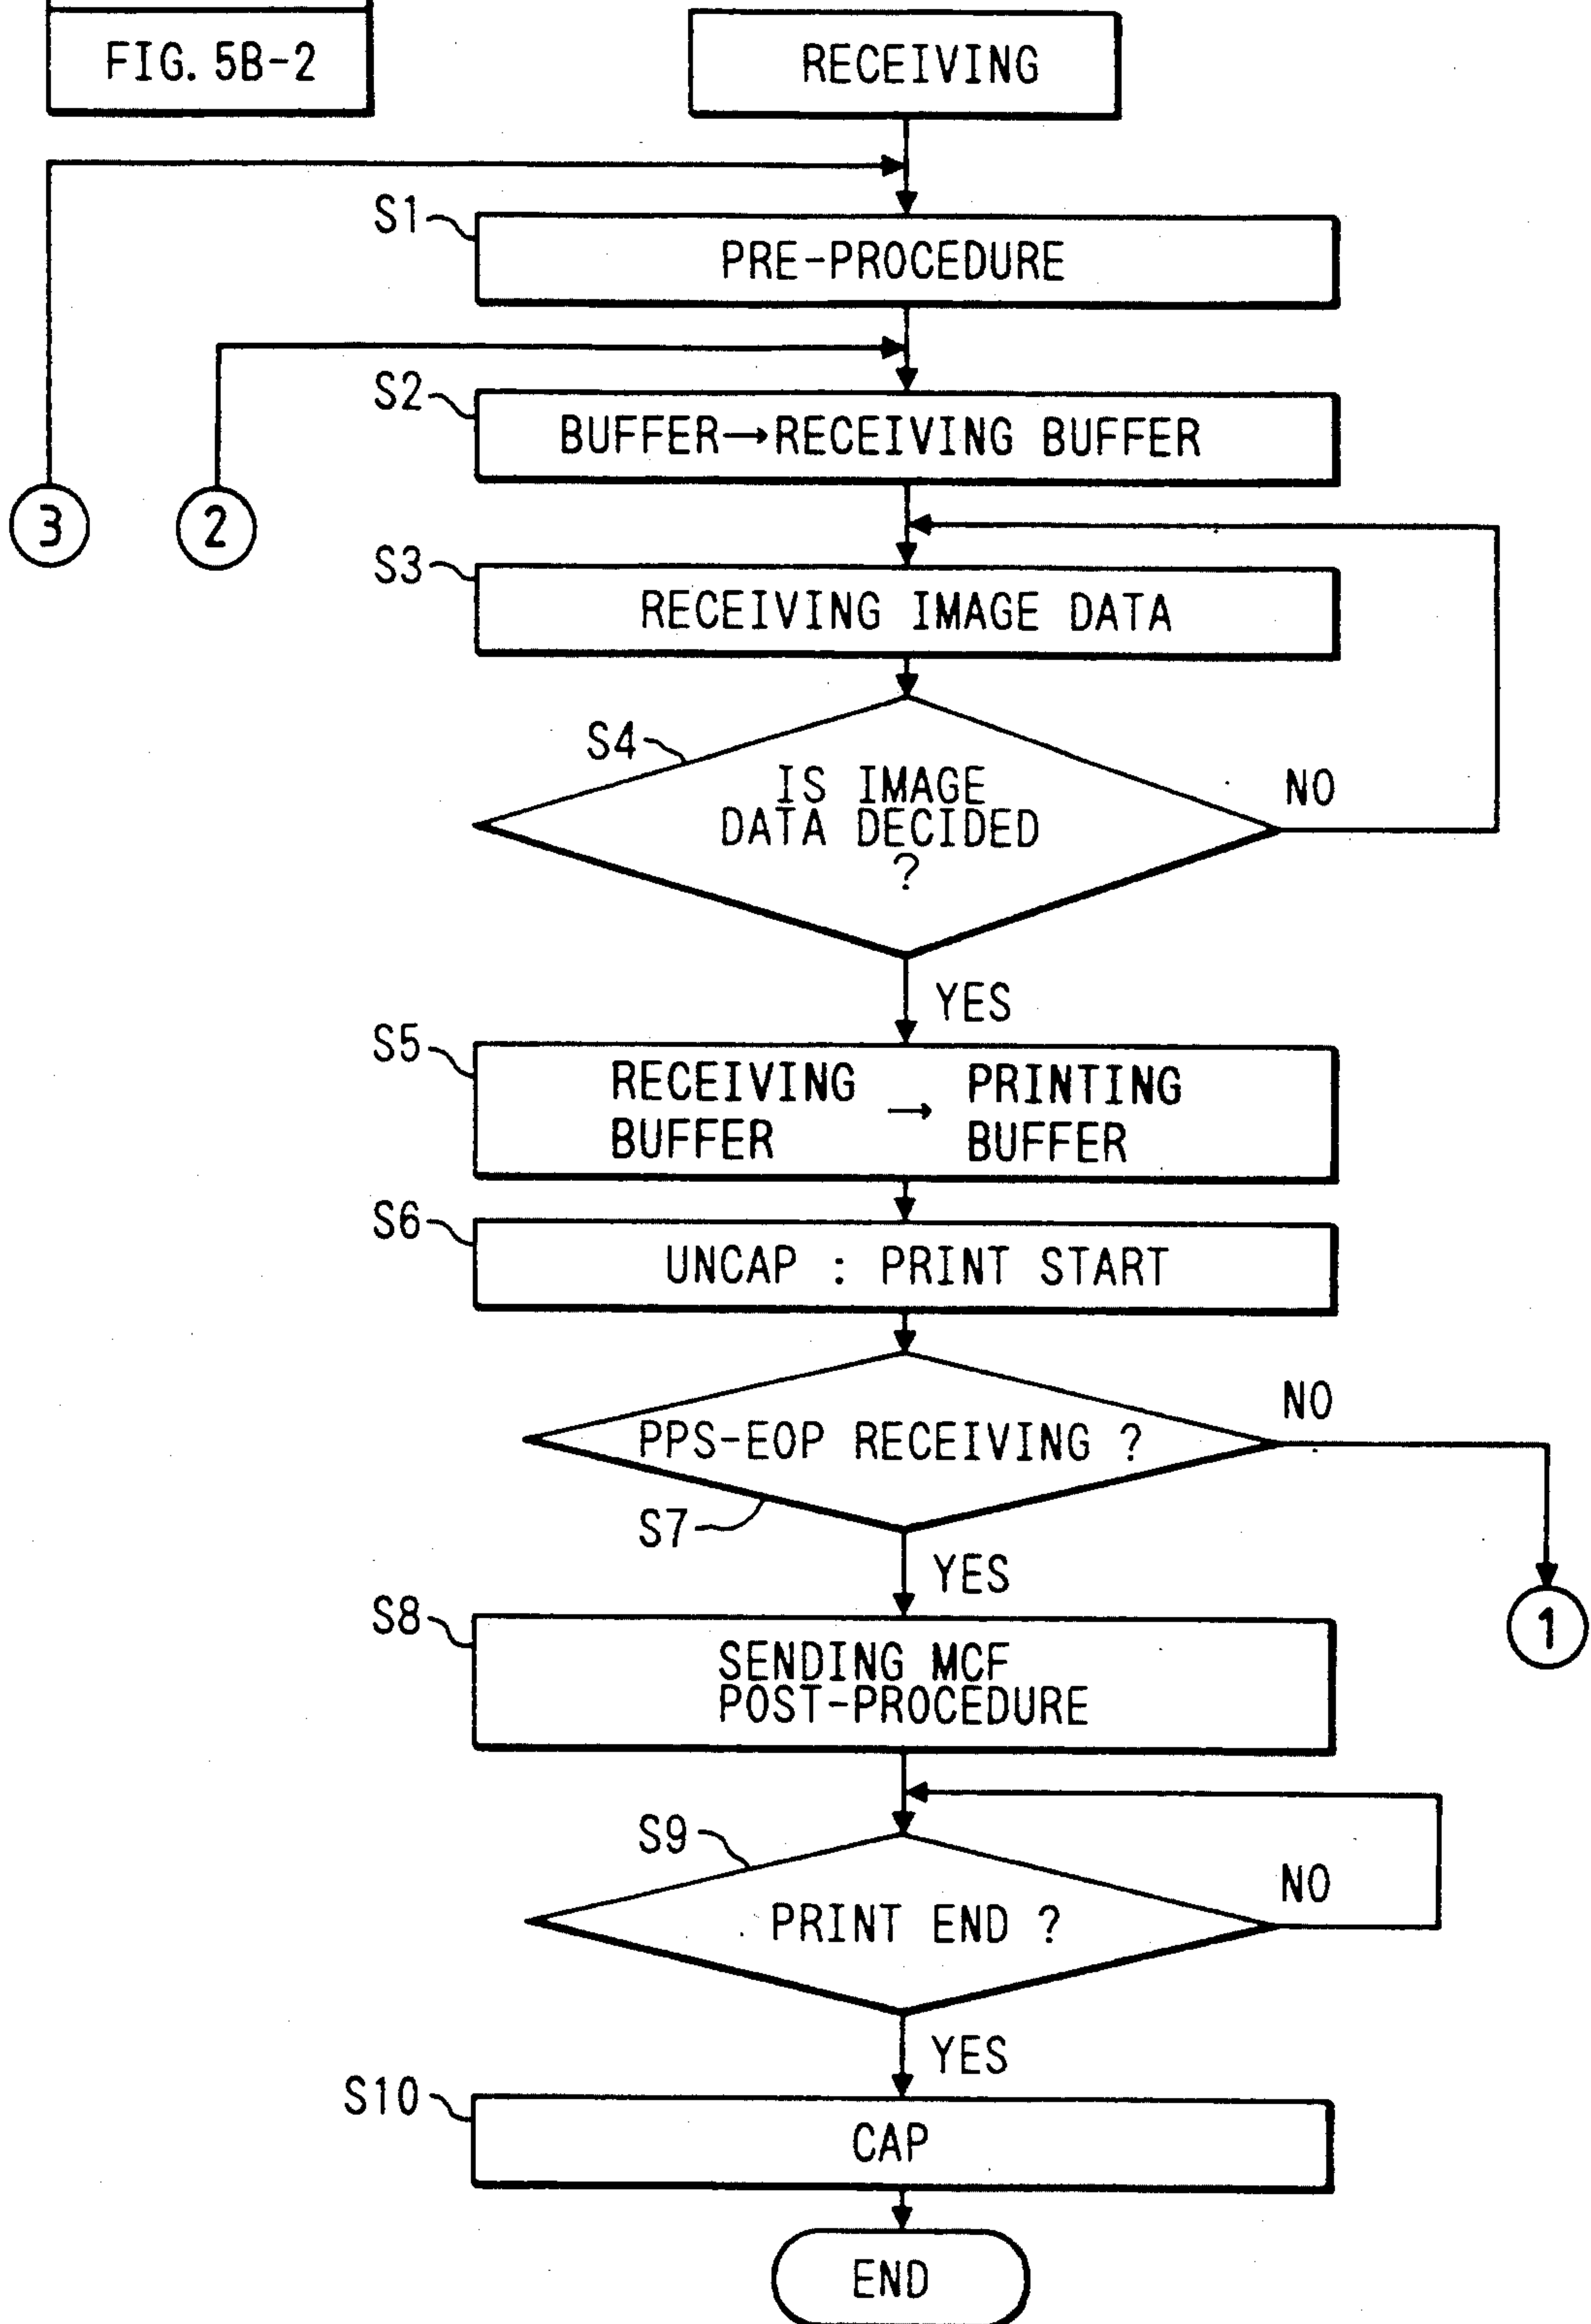 FIG. 5B-2
RECEIVING
S1
PRE-PROCEDURE
S2
BUFFER→RECEIVING BUFFER
3
2
S3
RECEIVING IMAGE DATA
S4
IS IMAGE
DATA DECIDED
?
NO
YES
S5
RECEIVING → PRINTING
BUFFER BUFFER
S6
UNCAP : PRINT START
NO
PPS-EOP RECEIVING ?
S7
YES
1
S8
SENDING MCF
POST-PROCEDURE
S9
NO
PRINT END ?
YES
S10
CAP
END